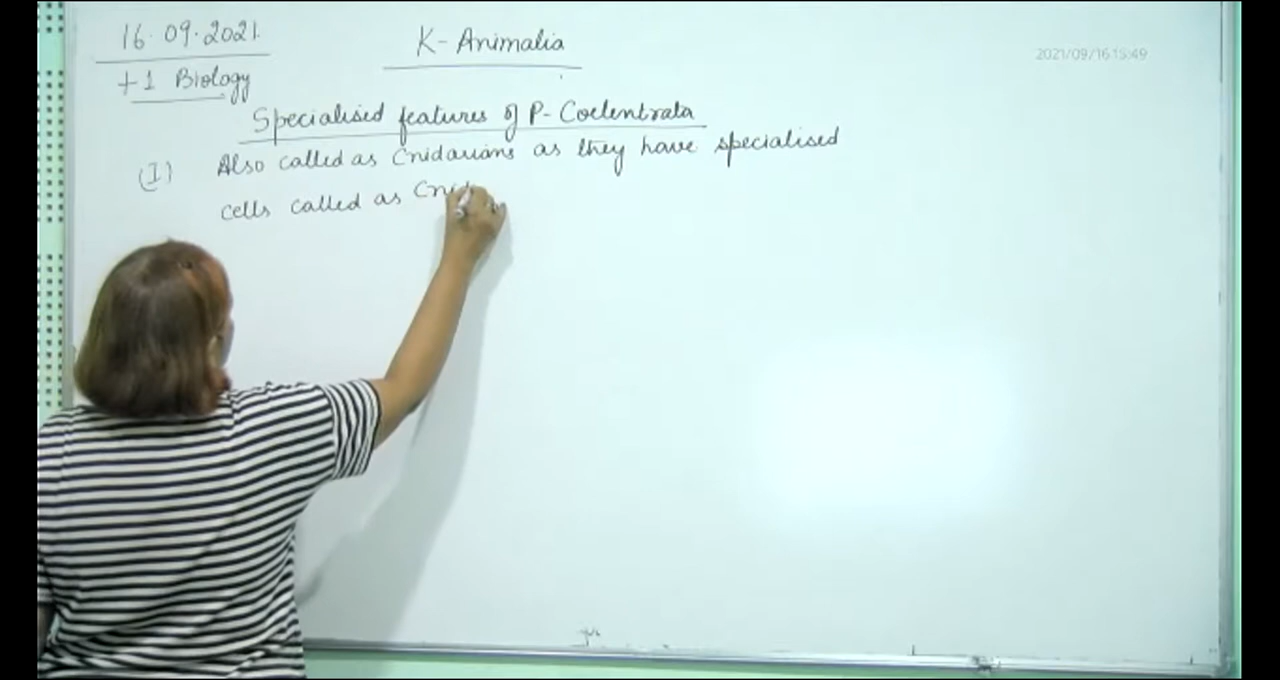 16.09.2021
K- Animalia
2021/09/16 15:49
+1 Biology
Specialised features of P- Coelentrata
(I) Also called as Cnidarians as they have specialised
cells called as